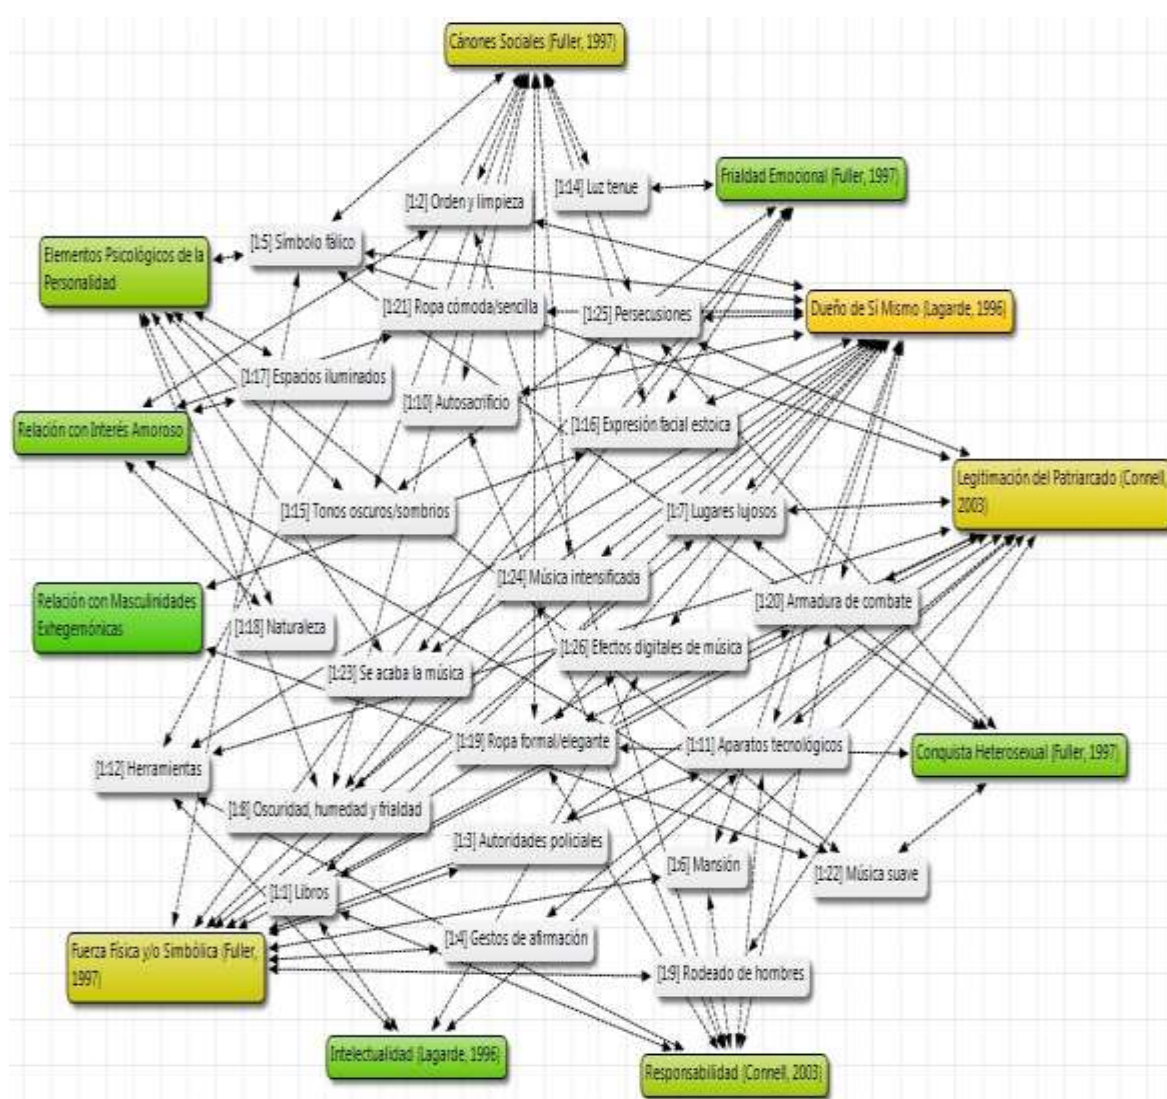 Cánones Sociales (Fuller, 1997)
[1:14] Luz tenue
Frialdad Emocional (Fuller, 1997)
[1:2] Orden y limpieza
[1:5] Símbolo fálico
Elementos Psicológicos de la
Personalidad
[1:21] Ropa cómoda/sencilla
[1:25] Persecusiones
Dueño de Sí Mismo (Lagarde, 1996)
[1:17] Espacios iluminados
[1:10] Autosacrificio
Relación con Interés Amoroso
[1:16] Expresión facial estoica
Legitimación del Patriarcado (Connell,
2003)
[1:15] Tonos oscuros/sombrios
[1:7] Lugares lujosos
[1:24] Música intensificada
Relación con Masculinidades
Exhegemónicas
[1:20] Armadura de combate
[1:18] Naturaleza
[1:26] Efectos digitales de música
[1:23] Se acaba la música
[1:19] Ropa formal/elegante
[1:11] Aparatos tecnológicos
Conquista Heterosexual (Fuller, 1997)
[1:12] Herramientas
[1:8] Oscuridad, humedad y frialdad
[1:3] Autoridades policiales
[1:6] Mansión
[1:22] Música suave
[1:1] Libros
[1:4] Gestos de afirmación
Fuerza Física y/o Simbólica (Fuller,
1997)
[1:9] Rodeado de hombres
Intelectualidad (Lagarde, 1996)
Responsabilidad (Connell, 2003)